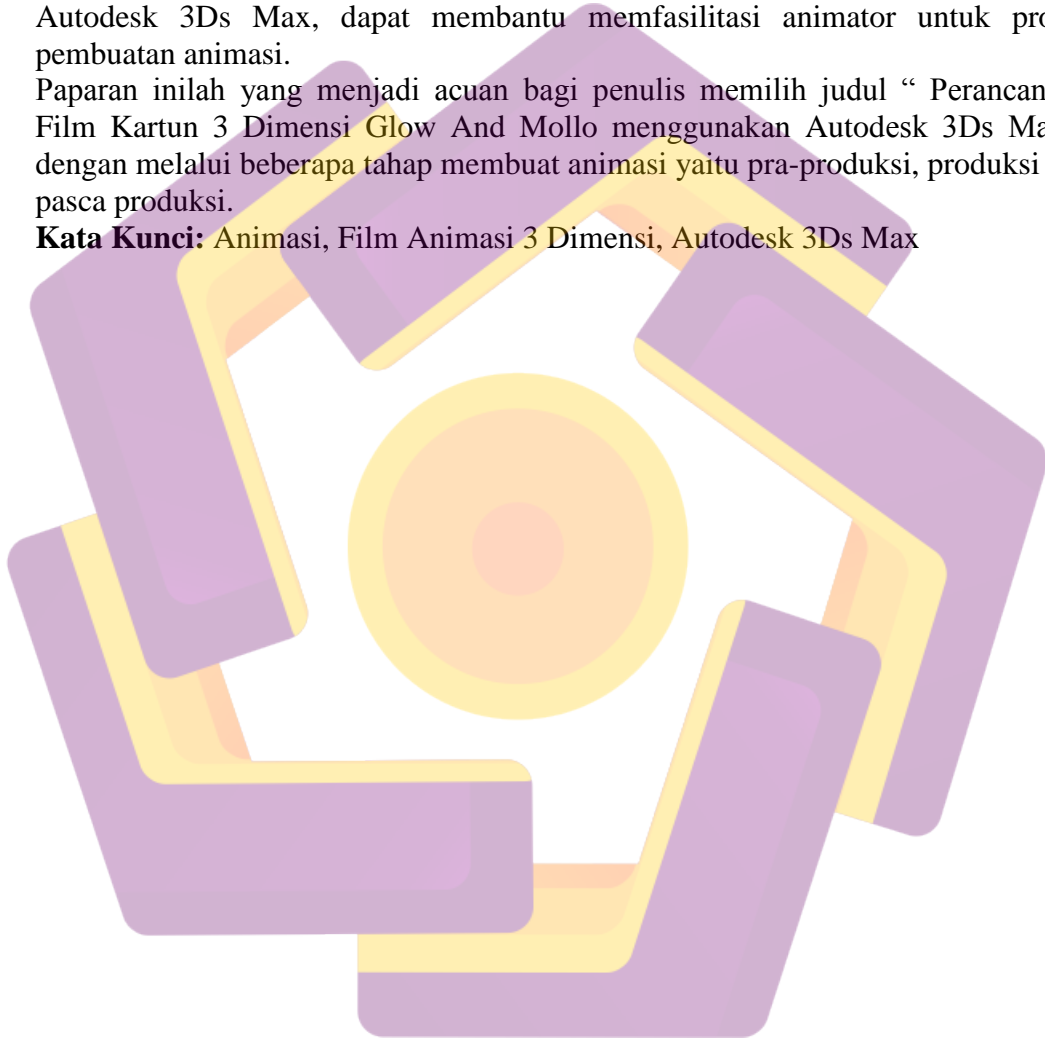 Autodesk 3Ds Max, dapat membantu memfasilitasi animator untuk pro
pembuatan animasi.
Paparan inilah yang menjadi acuan bagi penulis memilih judul “ Perancan
Film Kartun 3 Dimensi Glow And Mollo menggunakan Autodesk 3Ds Ma
dengan melalui beberapa tahap membuat animasi yaitu pra-produksi, produksi
pasca produksi.
Kata Kunci: Animasi, Film Animasi 3 Dimensi, Autodesk 3Ds Max